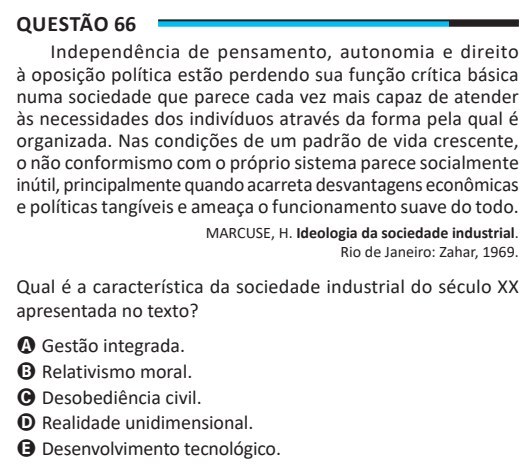 QUESTÃO 66
Independência de pensamento, autonomia e direito
à oposição política estão perdendo sua função crítica básica
numa sociedade que parece cada vez mais capaz de atender
às necessidades dos indivíduos através da forma pela qual é
organizada. Nas condições de um padrão de vida crescente,
o não conformismo com o próprio sistema parece socialmente
inútil, principalmente quando acarreta desvantagens econômicas
e políticas tangíveis e ameaça o funcionamento suave do todo.
MARCUSE, H. Ideologia da sociedade industrial.
Rio de Janeiro: Zahar, 1969.
Qual é a característica da sociedade industrial do século XX
apresentada no texto?
A Gestão integrada.
B Relativismo moral.
C Desobediência civil.
D Realidade unidimensional.
E Desenvolvimento tecnológico.